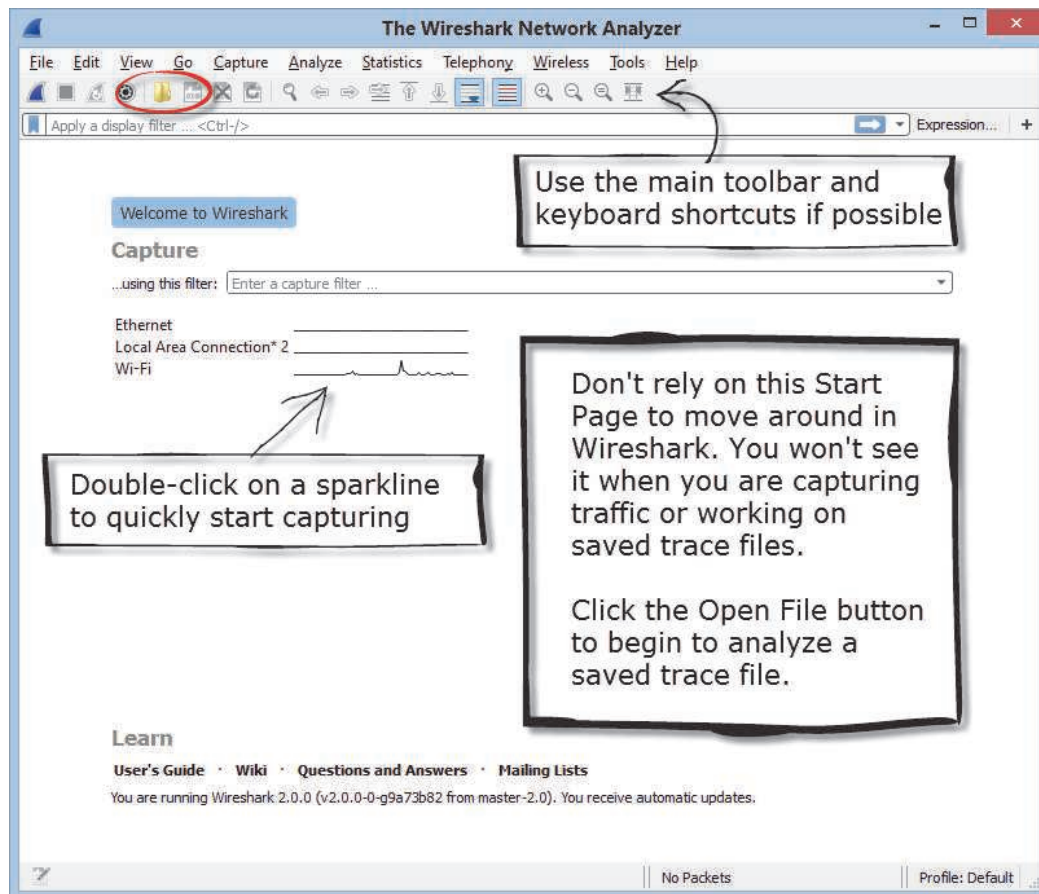 The Wireshark Network Analyzer
File Edit View Go Capture Analyze Statistics Telephony Wireless Tools Help
Apply a display filter ... <Ctrl-/>
Expression... +
Use the main toolbar and
keyboard shortcuts if possible
Welcome to Wireshark
Capture
...using this filter: Enter a capture filter ...
Ethernet
Local Area Connection* 2
Wi-Fi
Double-click on a sparkline
to quickly start capturing
Don't rely on this Start
Page to move around in
Wireshark. You won't see
it when you are capturing
traffic or working on
saved trace files.
Click the Open File button
to begin to analyze a
saved trace file.
Learn
User's Guide · Wiki · Questions and Answers · Mailing Lists
You are running Wireshark 2.0.0 (v2.0.0-0-g9a73b82 from master-2.0). You receive automatic updates.
No Packets
Profile: Default